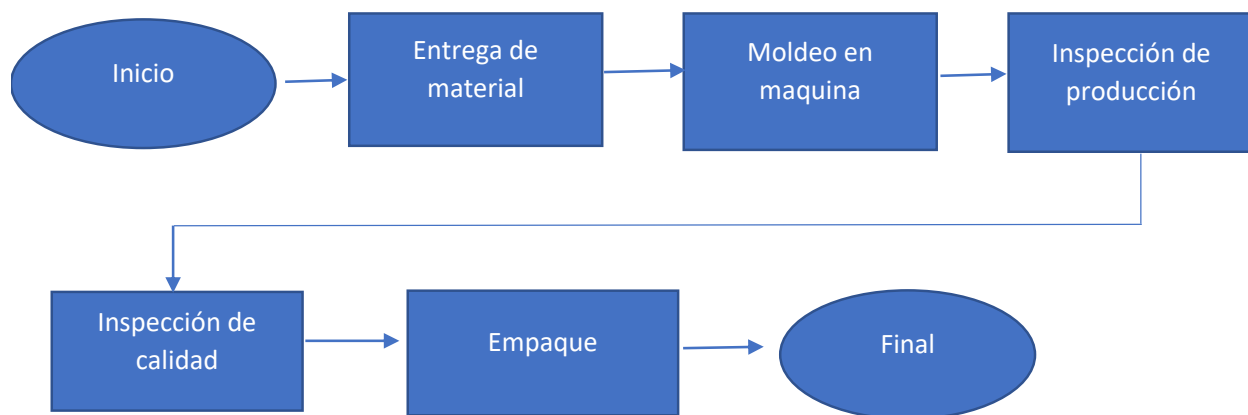 Inicio
Entrega de
material
Moldeo en
maquina
Inspección de
producción
Inspección de
calidad
Empaque
Final